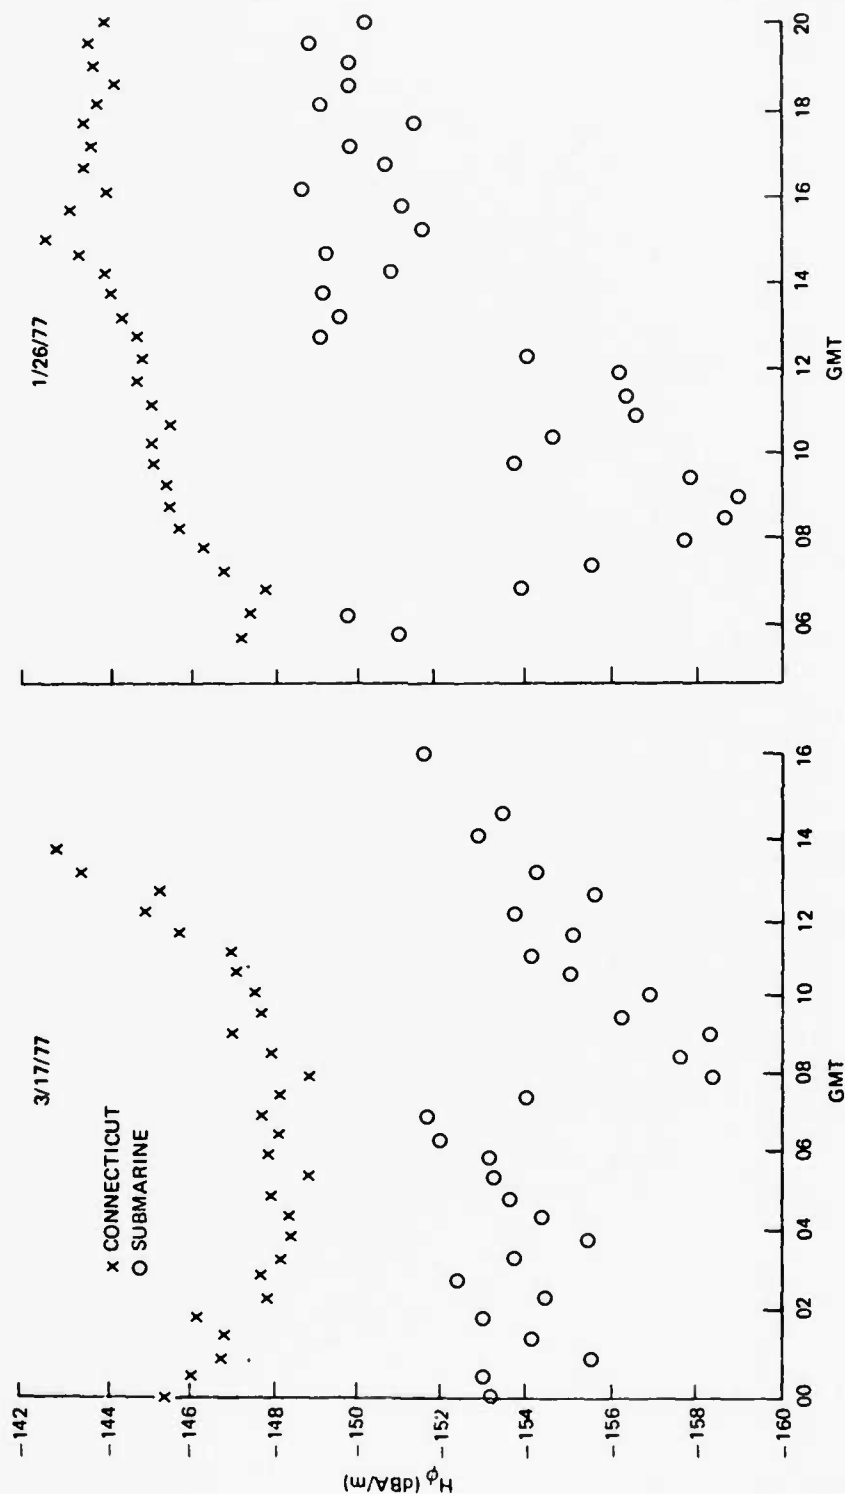 3/17/77
× CONNECTICUT
O SUBMARINE
1/26/77
Hφ (dBA/m)
−142
−144
−146
−148
−150
−152
−154
−156
−158
−160
00 02 04 06 08 10 12 14 16
GMT
06 08 10 12 14 16 18 20
GMT